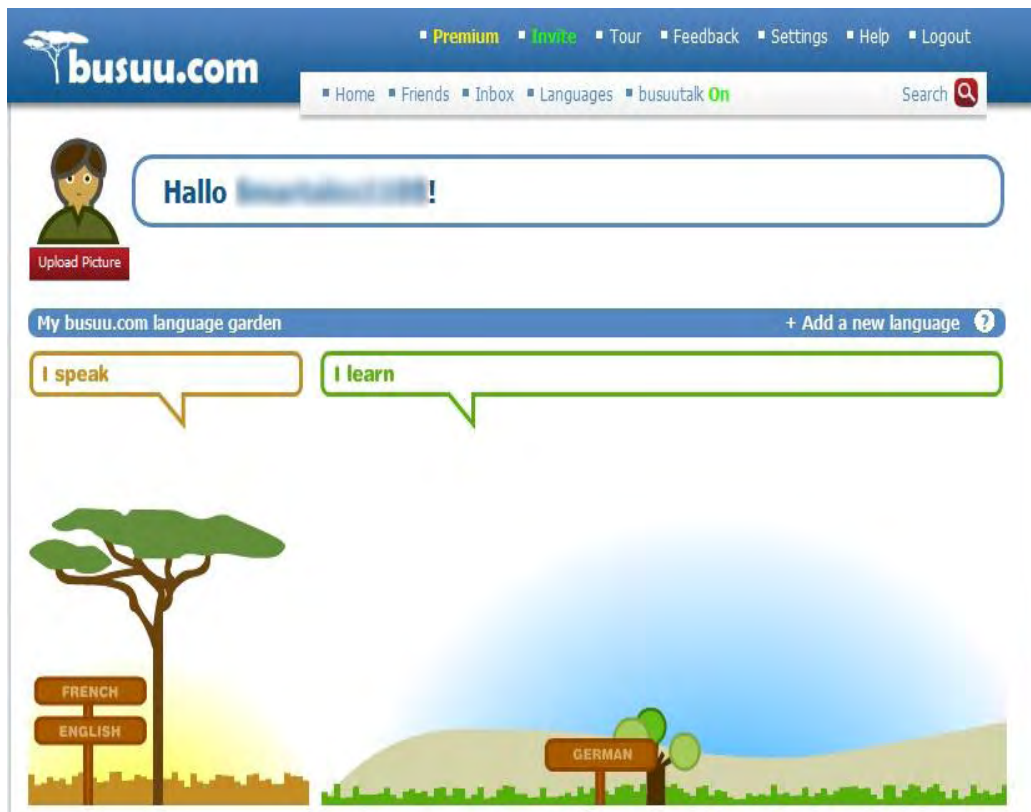 busuu.com
Premium Invite Tour Feedback Settings Help Logout
Home Friends Inbox Languages busuutalk On Search
Hallo !
Upload Picture
My busuu.com language garden + Add a new language ?
I speak I learn
FRENCH
ENGLISH
GERMAN